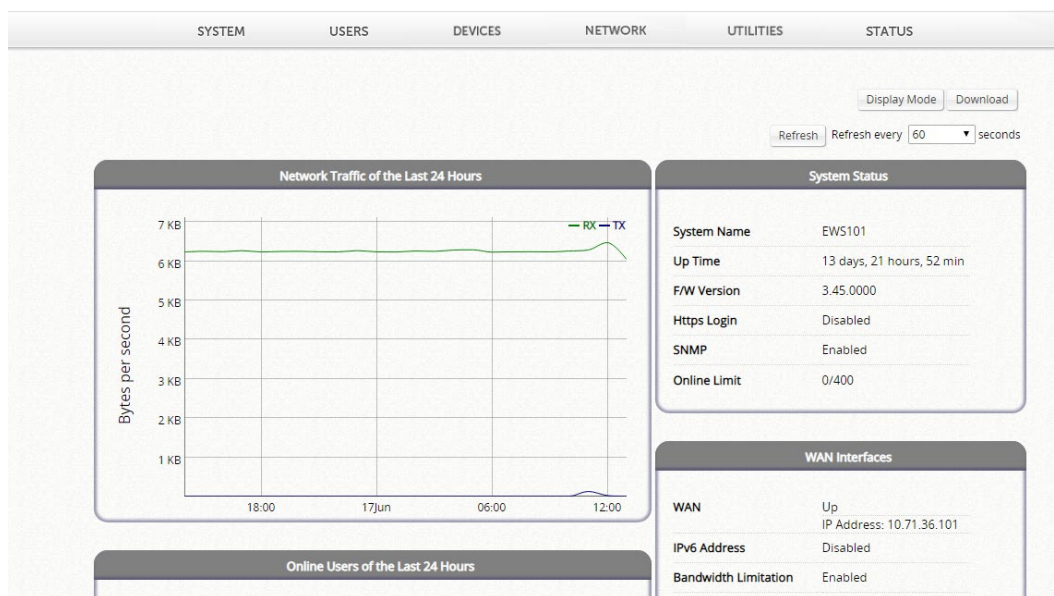 SYSTEM USERS DEVICES NETWORK UTILITIES STATUS
Display Mode Download
Refresh Refresh every 60 seconds
Network Traffic of the Last 24 Hours
RX TX
7 KB
6 KB
5 KB
4 KB
3 KB
2 KB
1 KB
Bytes per second
18:00 17Jun 06:00 12:00
System Status
System Name EWS101
Up Time 13 days, 21 hours, 52 min
F/W Version 3.45.0000
Https Login Disabled
SNMP Enabled
Online Limit 0/400
WAN Interfaces
WAN Up
IP Address: 10.71.36.101
IPv6 Address Disabled
Bandwidth Limitation Enabled
Online Users of the Last 24 Hours